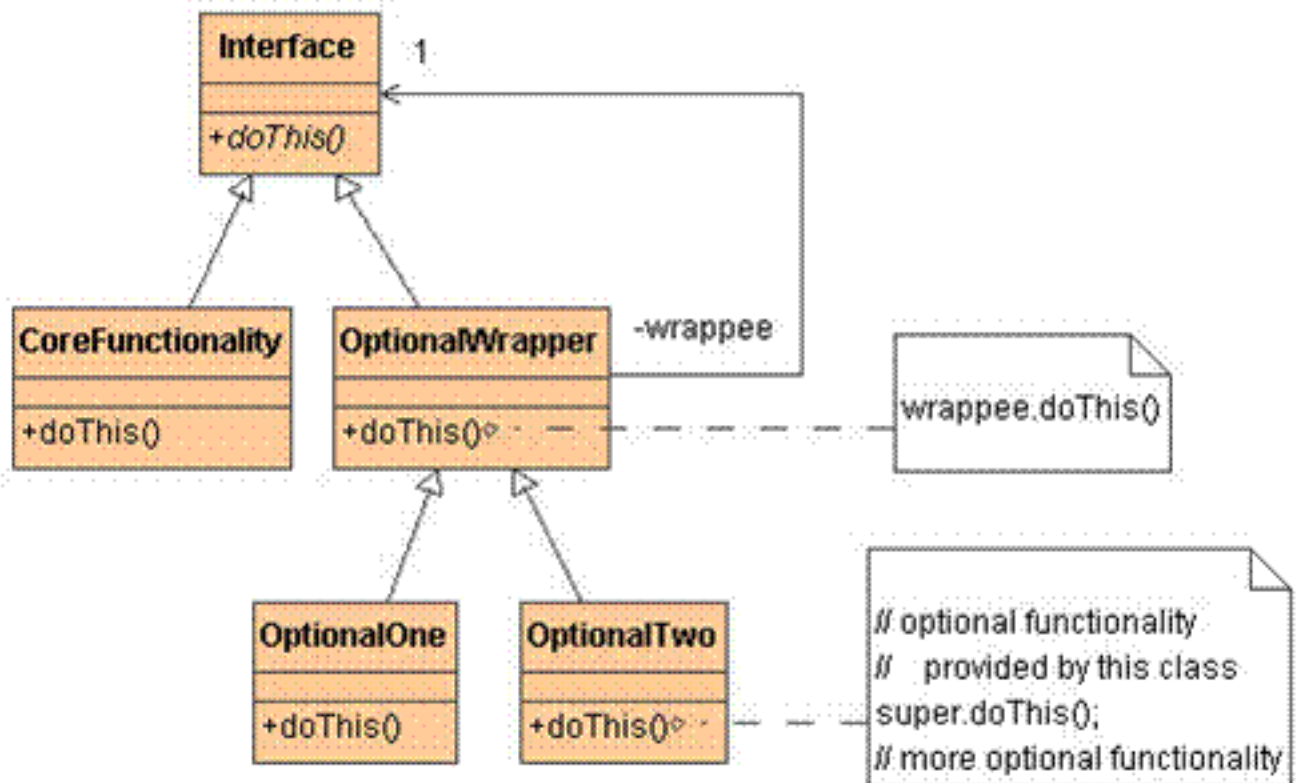 Interface
1
+doThis()
CoreFunctionality
+doThis()
OptionalWrapper
+doThis()
-wrappee
wrappee.doThis()
OptionalOne
+doThis()
OptionalTwo
+doThis()
// optional functionality
// provided by this class
super.doThis();
// more optional functionality